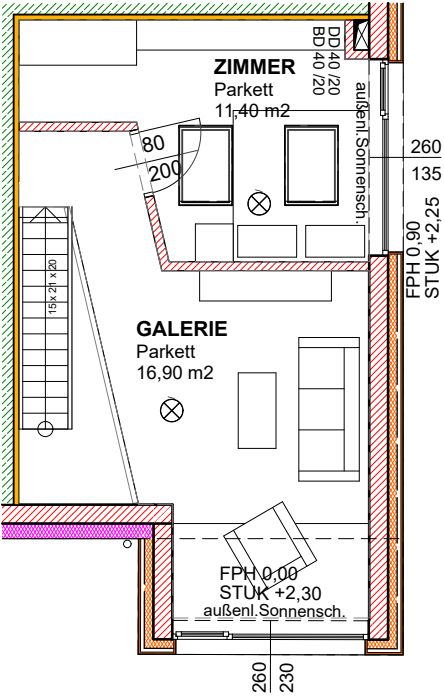 ZIMMER
Parkett
11,40 m2
DD 40 /20
BD 40 /20
außenl.Sonnensch.
80
200
260
135
FPH 0,90
STUK +2,25
15 x 21 x 20
GALERIE
Parkett
16,90 m2
FPH 0,00
STUK +2,30
außenl.Sonnensch.
260
230